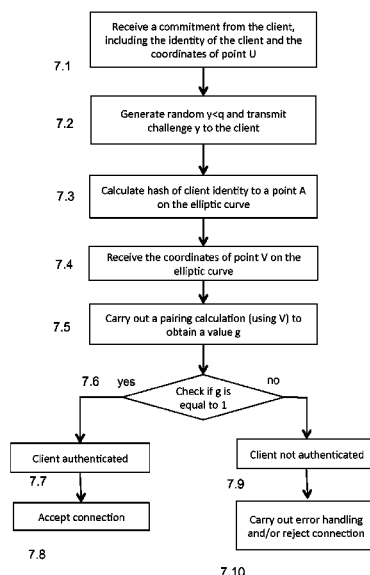 Receive a commitment from the client,
including the identity of the client and the
coordinates of point U
7.1
Generate random y<q and transmit
challenge y to the client
7.2
Calculate hash of client identity to a point A
on the elliptic curve
7.3
Receive the coordinates of point V on the
elliptic curve
7.4
Carry out a pairing calculation (using V) to
obtain a value g
7.5
7.6
yes
no
Check if g is
equal to 1
Client authenticated
7.7
Client not authenticated
7.9
Accept connection
7.8
Carry out error handling
and/or reject connection
7.10